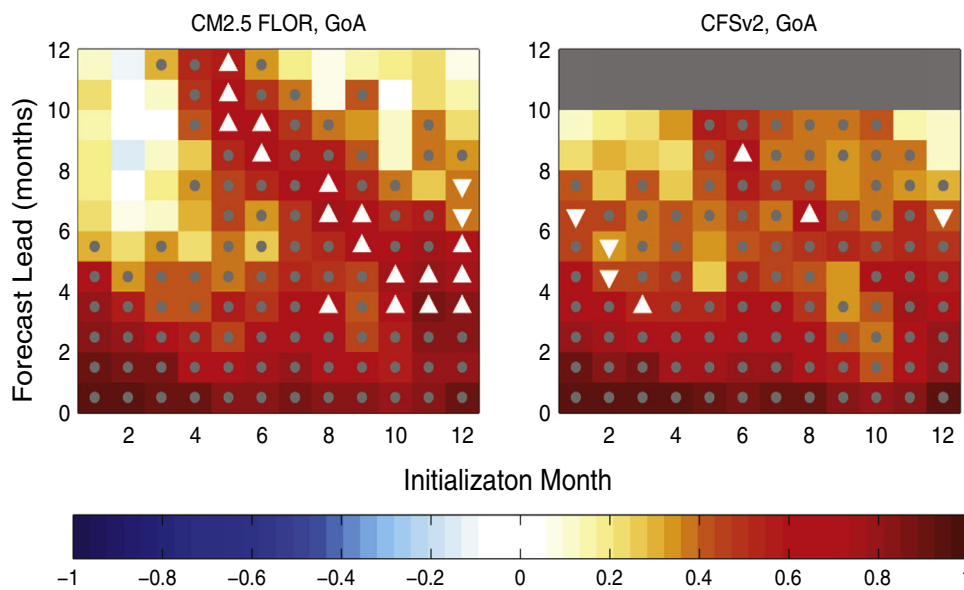 CM2.5 FLOR, GoA
CFSv2, GoA
Forecast Lead (months)
12
10
8
6
4
2
0
2 4 6 8 10 12
12
10
8
6
4
2
0
2 4 6 8 10 12
Initializaton Month
−1 −0.8 −0.6 −0.4 −0.2 0 0.2 0.4 0.6 0.8 1